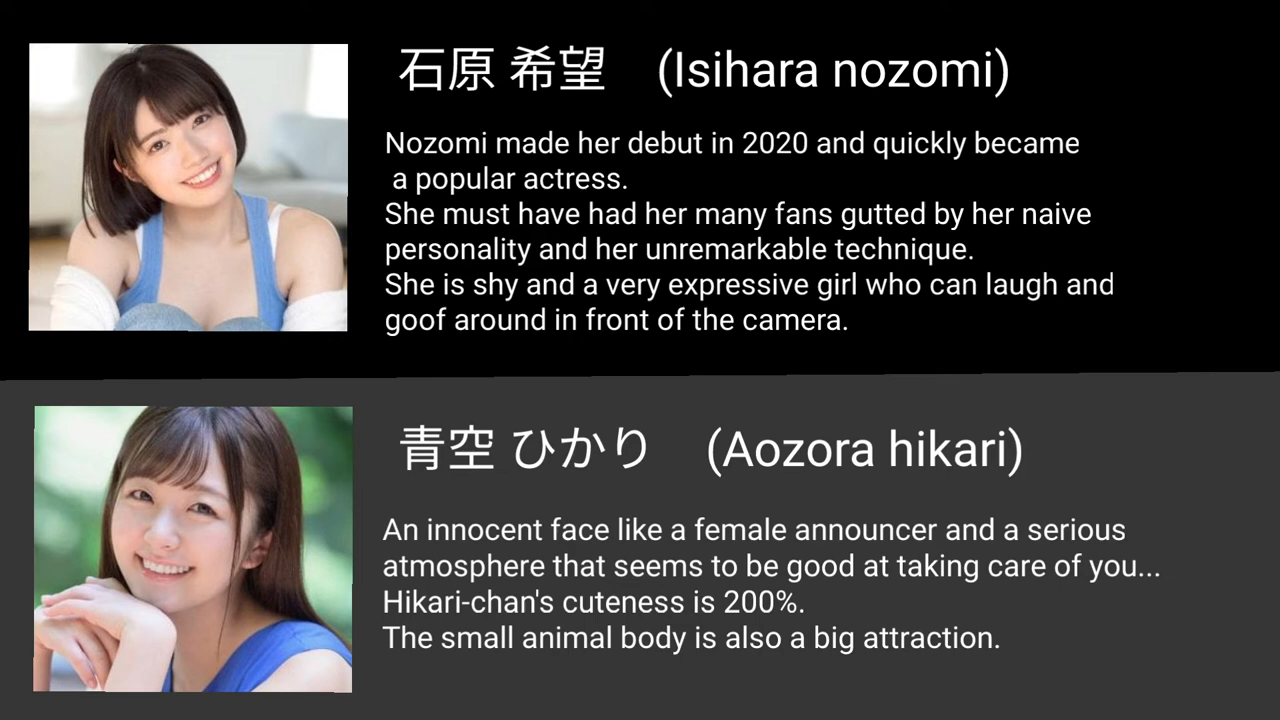 石原 希望 (Isihara nozomi)
Nozomi made her debut in 2020 and quickly became
a popular actress.
She must have had her many fans gutted by her naive
personality and her unremarkable technique.
She is shy and a very expressive girl who can laugh and
goof around in front of the camera.
青空 ひかり (Aozora hikari)
An innocent face like a female announcer and a serious
atmosphere that seems to be good at taking care of you...
Hikari-chan's cuteness is 200%.
The small animal body is also a big attraction.